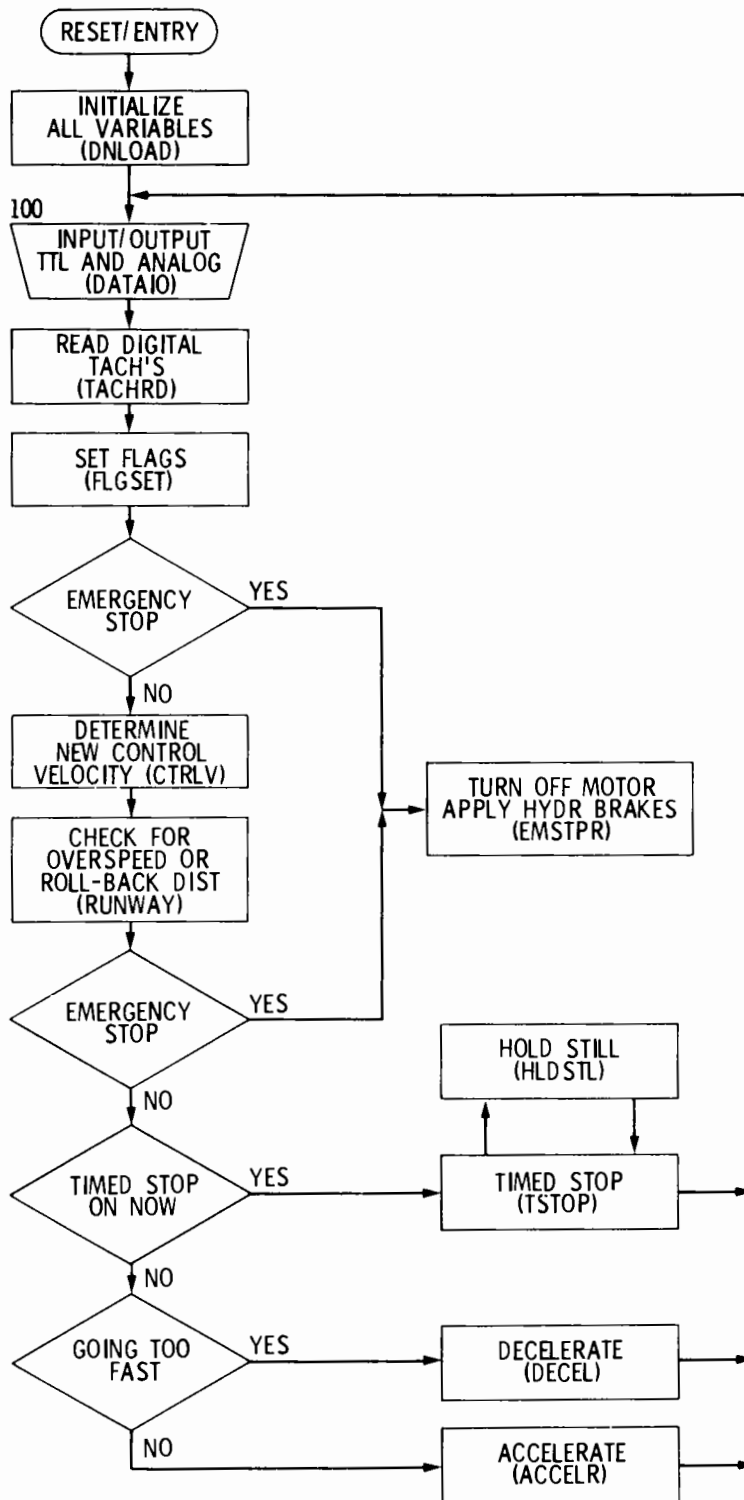 RESET/ENTRY
INITIALIZE
ALL VARIABLES
(DNLOAD)
100
INPUT/OUTPUT
TTL AND ANALOG
(DATAIO)
READ DIGITAL
TACH'S
(TACHRD)
SET FLAGS
(FLGSET)
EMERGENCY
STOP
YES
NO
DETERMINE
NEW CONTROL
VELOCITY (CTRLV)
TURN OFF MOTOR
APPLY HYDR BRAKES
(EMSTPR)
CHECK FOR
OVERSPEED OR
ROLL-BACK DIST
(RUNWAY)
EMERGENCY
STOP
YES
NO
HOLD STILL
(HLDSTL)
TIMED STOP
ON NOW
YES
TIMED STOP
(TSTOP)
NO
GOING TOO
FAST
YES
DECELERATE
(DECEL)
NO
ACCELERATE
(ACCELR)